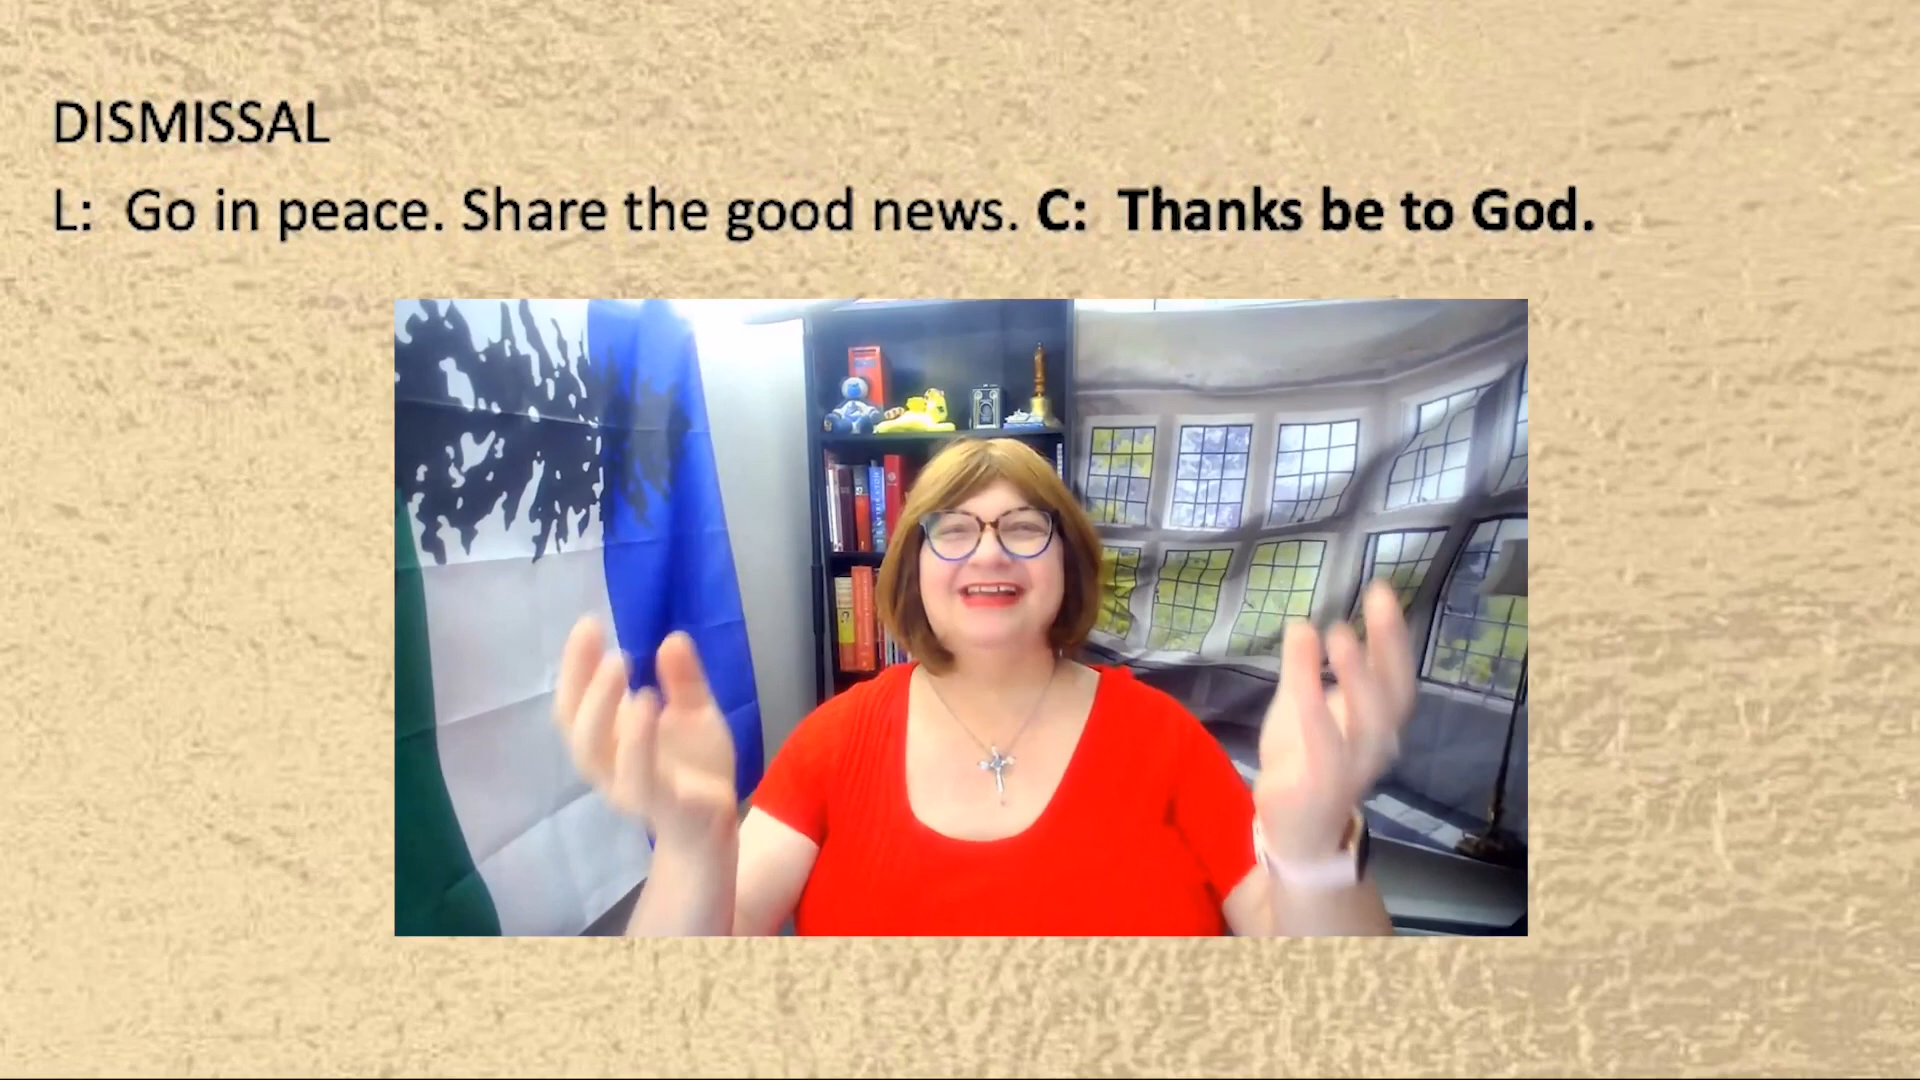 DISMISSAL
L: Go in peace. Share the good news. C: Thanks be to God.